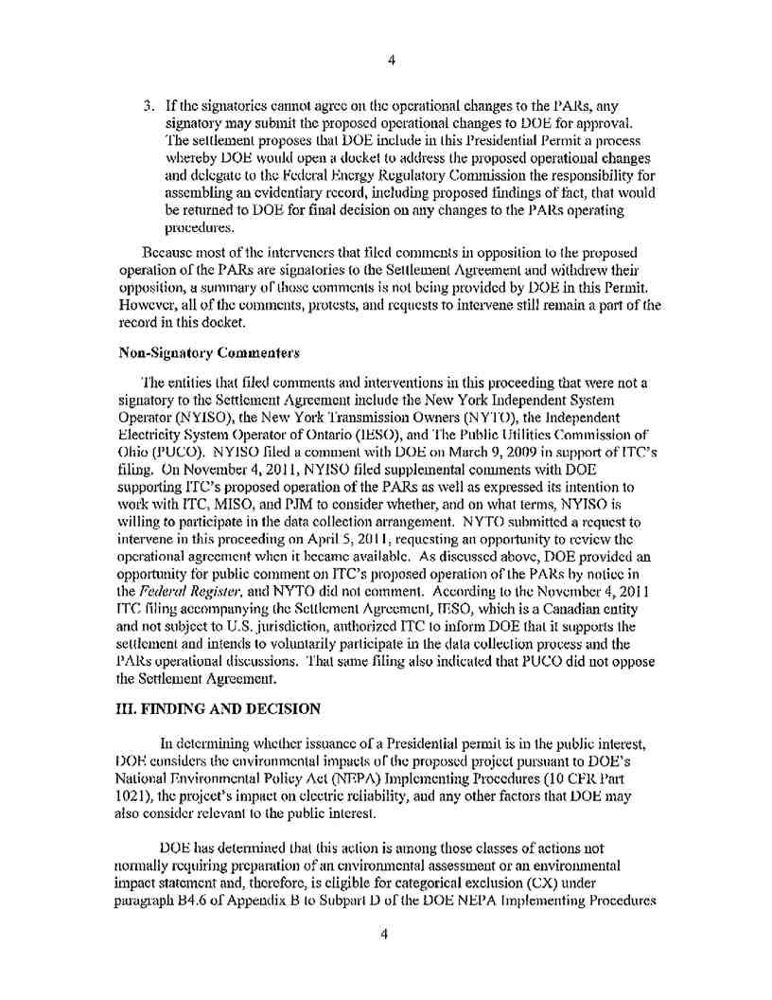 4
3. If the signatories cannot agree on the operational changes to the PARs, any
signatory may submit the proposed operational changes to DOE for approval.
The settlement proposes that DOE include in this Presidential Permit a process
whereby DOE would open a docket to address the proposed operational changes
and delegate to the Federal Energy Regulatory Commission the responsibility for
assembling an evidentiary record, including proposed findings of fact, that would
be returned to DOE for final decision on any changes to the PARs operating
procedures.
Because most of the interveners that filed comments in opposition to the proposed
operation of the PARs are signatories to the Settlement Agreement and withdrew their
opposition, a summary of those comments is not being provided by DOE in this Permit.
However, all of the comments, protests, and requests to intervene still remain a part of the
record in this docket.
Non-Signatory Commenters
The entities that filed comments and interventions in this proceeding that were not a
signatory to the Settlement Agreement include the New York Independent System
Operator (NYISO), the New York Transmission Owners (NYTO), the Independent
Electricity System Operator of Ontario (IESO), and The Public Utilities Commission of
Ohio (PUCO). NYISO filed a comment with DOE on March 9, 2009 in support of ITC's
filing. On November 4, 2011, NYISO filed supplemental comments with DOE
supporting ITC's proposed operation of the PARs as well as expressed its intention to
work with ITC, MISO, and PJM to consider whether, and on what terms, NYISO is
willing to participate in the data collection arrangement. NYTO submitted a request to
intervene in this proceeding on April 5, 2011, requesting an opportunity to review the
operational agreement when it became available. As discussed above, DOE provided an
opportunity for public comment on ITC's proposed operation of the PARs by notice in
the Federal Register, and NYTO did not comment. According to the November 4, 2011
ITC filing accompanying the Settlement Agreement, IESO, which is a Canadian entity
and not subject to U.S. jurisdiction, authorized ITC to inform DOE that it supports the
settlement and intends to voluntarily participate in the data collection process and the
PARs operational discussions. That same filing also indicated that PUCO did not oppose
the Settlement Agreement.
III. FINDING AND DECISION
In determining whether issuance of a Presidential permit is in the public interest,
DOE considers the environmental impacts of the proposed project pursuant to DOE's
National Environmental Policy Act (NEPA) Implementing Procedures (10 CFR Part
1021), the project's impact on electric reliability, and any other factors that DOE may
also consider relevant to the public interest.
DOE has determined that this action is among those classes of actions not
normally requiring preparation of an environmental assessment or an environmental
impact statement and, therefore, is eligible for categorical exclusion (CX) under
paragraph B4.6 of Appendix B to Subpart D of the DOE NEPA Implementing Procedures
4